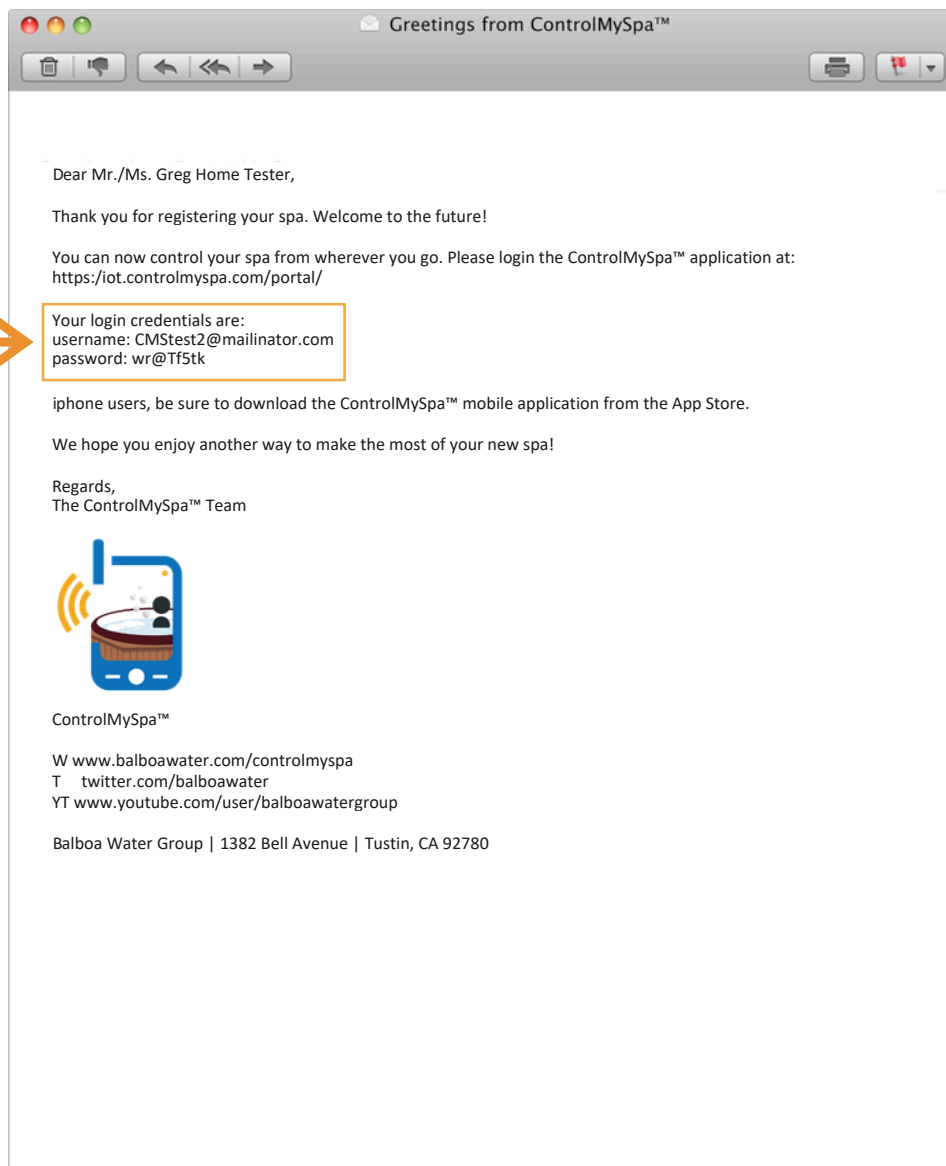 Greetings from ControlMySpa™
Dear Mr./Ms. Greg Home Tester,
Thank you for registering your spa. Welcome to the future!
You can now control your spa from wherever you go. Please login the ControlMySpa™ application at:
https:/iot.controlmyspa.com/portal/
Your login credentials are:
username: CMStest2@mailinator.com
password: wr@Tf5tk
iphone users, be sure to download the ControlMySpa™ mobile application from the App Store.
We hope you enjoy another way to make the most of your new spa!
Regards,
The ControlMySpa™ Team
ControlMySpa™
W www.balboawater.com/controlmyspa
T twitter.com/balboawater
YT www.youtube.com/user/balboawatergroup
Balboa Water Group | 1382 Bell Avenue | Tustin, CA 92780